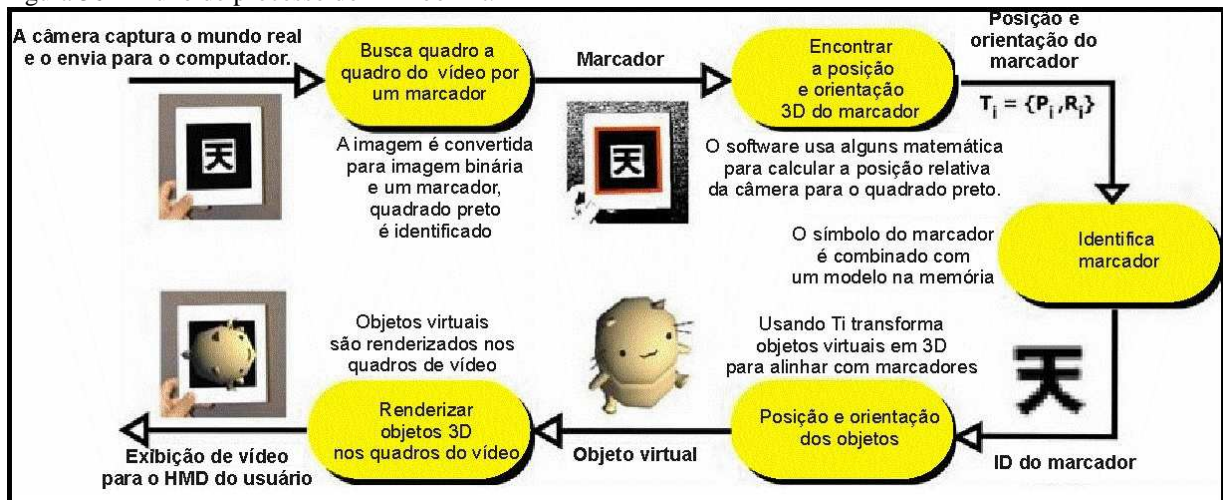 A câmera captura o mundo real
e o envia para o computador.
Busca quadro a
quadro do vídeo por
um marcador
A imagem é convertida
para imagem binária
e um marcador,
quadrado preto
é identificado
Marcador
Encontrar
a posição
e orientação
3D do marcador
O software usa alguns matemática
para calcular a posição relativa
da câmera para o quadrado preto.
Posição e
orientação do
marcador
Ti = {Pi ,Ri}
天
天
Identifica
marcador
O símbolo do marcador
é combinado com
um modelo na memória
天
ID do marcador
Usando Ti transforma
objetos virtuais em 3D
para alinhar com marcadores
Posição e orientação
dos objetos
Objeto virtual
Objetos virtuais
são renderizados nos
quadros de vídeo
Renderizar
objetos 3D
nos quadros do vídeo
Exibição de vídeo
para o HMD do usuário